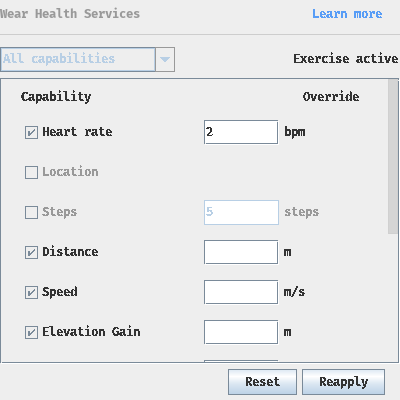 Wear Health Services Learn more
All capabilities Exercise active
Capability Override
Heart rate 2 bpm
Location
Steps 5 steps
Distance m
Speed m/s
Elevation Gain m
Reset Reapply